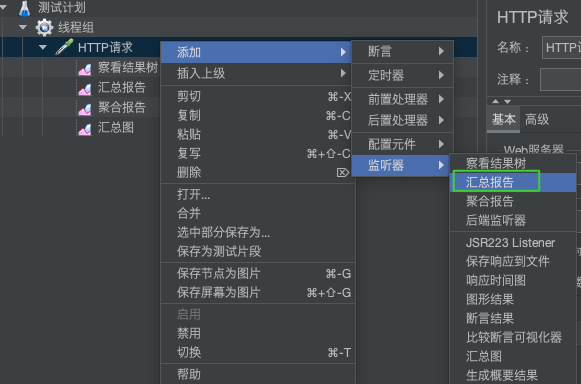 测试计划
线程组
HTTP请求
察看结果树
汇总报告
聚合报告
汇总图
添加
插入上级
剪切 ⌘-X
复制 ⌘-C
粘贴 ⌘-V
复写 ⌘+⇧-C
删除 ⌦
打开...
合并
选中部分保存为...
保存为测试片段
保存节点为图片 ⌘-G
保存屏幕为图片 ⌘+⇧-G
启用
禁用
切换 ⌘-T
帮助
断言
定时器
前置处理器
后置处理器
配置元件
监听器
察看结果树
汇总报告
聚合报告
后端监听器
JSR223 Listener
保存响应到文件
响应时间图
图形结果
断言结果
比较断言可视化器
汇总图
生成概要结果
HTTP请求
名称： HTTP
注释：
基本 高级
Web服务器